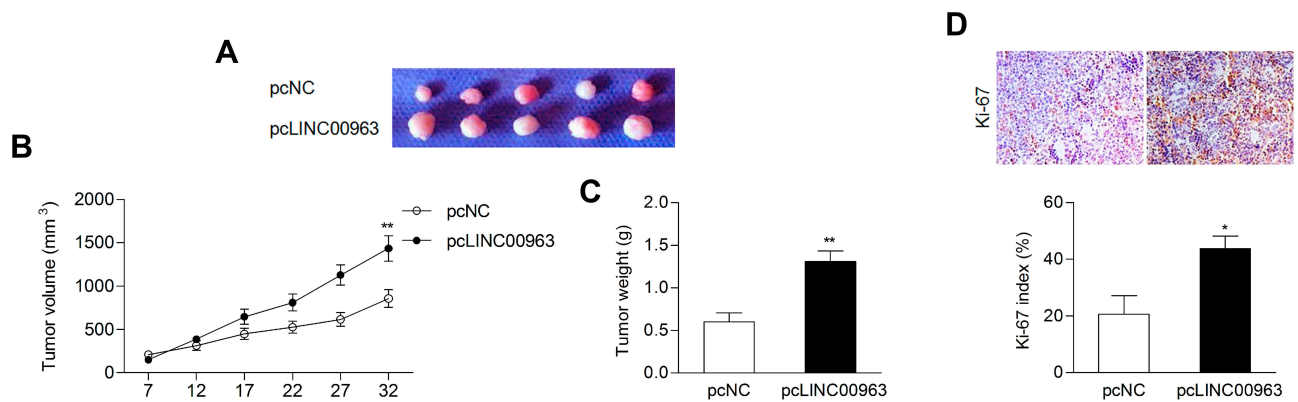 A
pcNC
pcLINC00963
B
Tumor volume (mm³)
2000
1500
1000
500
0
7 12 17 22 27 32
**
pcNC
pcLINC00963
C
Tumor weight (g)
2.0
1.5
1.0
0.5
0.0
**
pcNC pcLINC00963
D
Ki-67
Ki-67 index (%)
60
40
20
0
*
pcNC pcLINC00963